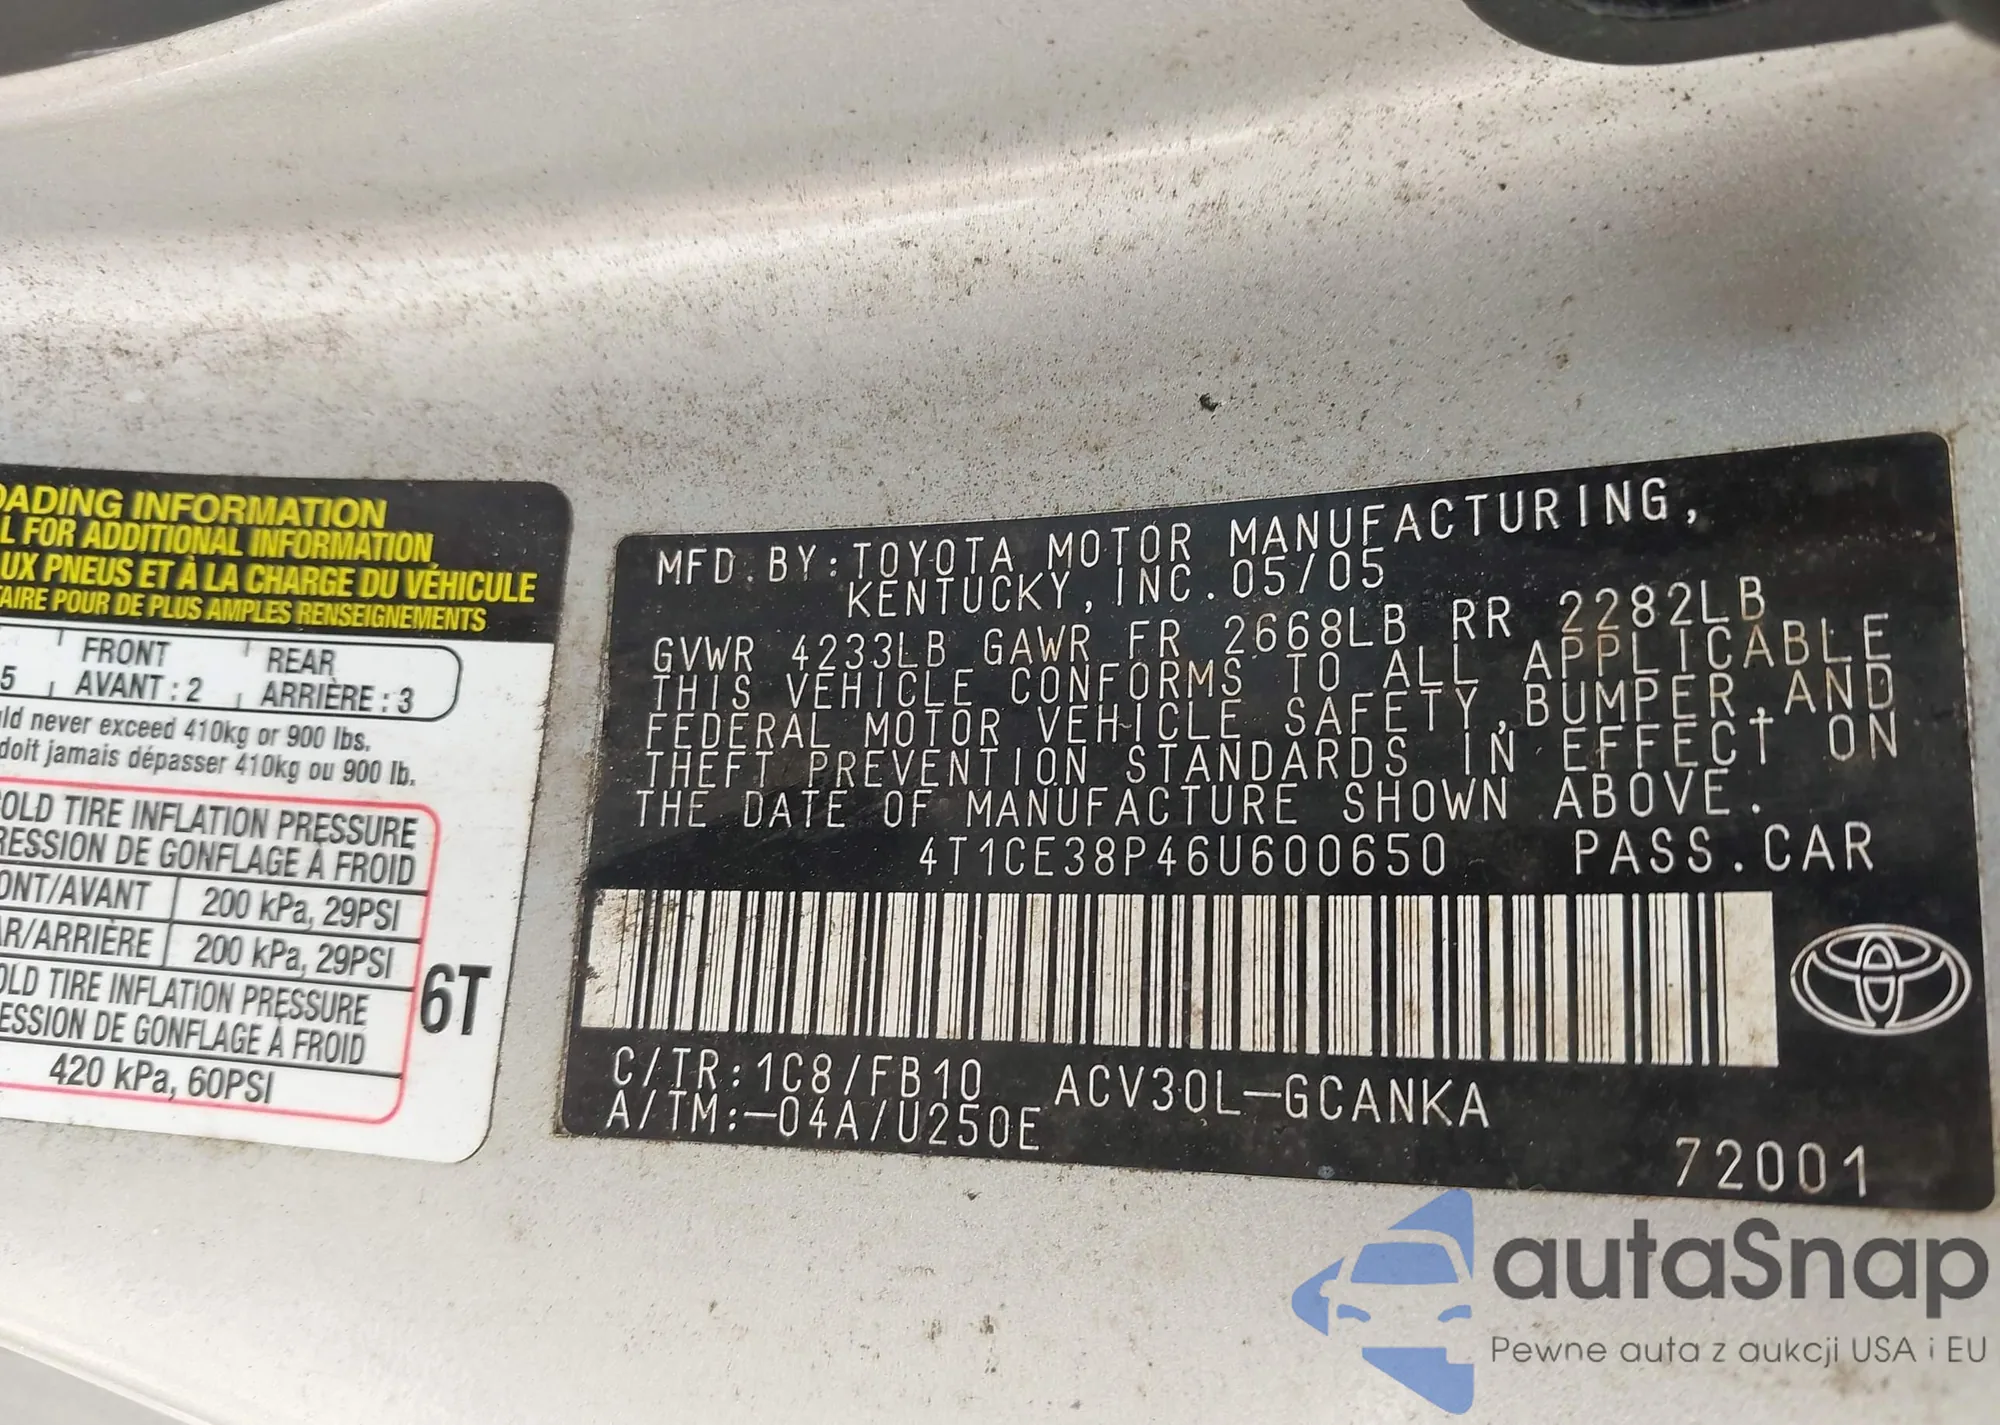 OADING INFORMATION
L FOR ADDITIONAL INFORMATION
UX PNEUS ET À LA CHARGE DU VÉHICULE
AIRE POUR DE PLUS AMPLES RENSEIGNEMENTS
FRONT REAR
5 AVANT : 2 ARRIÈRE : 3
ld never exceed 410kg or 900 lbs.
doit jamais dépasser 410kg ou 900 lb.
OLD TIRE INFLATION PRESSURE
RESSION DE GONFLAGE À FROID
ONT/AVANT 200 kPa, 29PSI
AR/ARRIÈRE 200 kPa, 29PSI
OLD TIRE INFLATION PRESSURE
ESSION DE GONFLAGE À FROID
420 kPa, 60PSI
6T
MFD. BY: TOYOTA MOTOR MANUFACTURING,
KENTUCKY, INC. 05/05
GVWR 4233LB GAWR FR 2668LB RR 2282LB
THIS VEHICLE CONFORMS TO ALL APPLICABLE
FEDERAL MOTOR VEHICLE SAFETY, BUMPER, AND
THEFT PREVENTION STANDARDS IN EFFECT ON
THE DATE OF MANUFACTURE SHOWN ABOVE.
4T1CE38P46U600650 PASS. CAR
C/TR: 1C8/FB10 ACV30L-GCANKA
A/TM:-04A/U250E
72001
autaSnap
Pewne auta z aukcji USA i EU